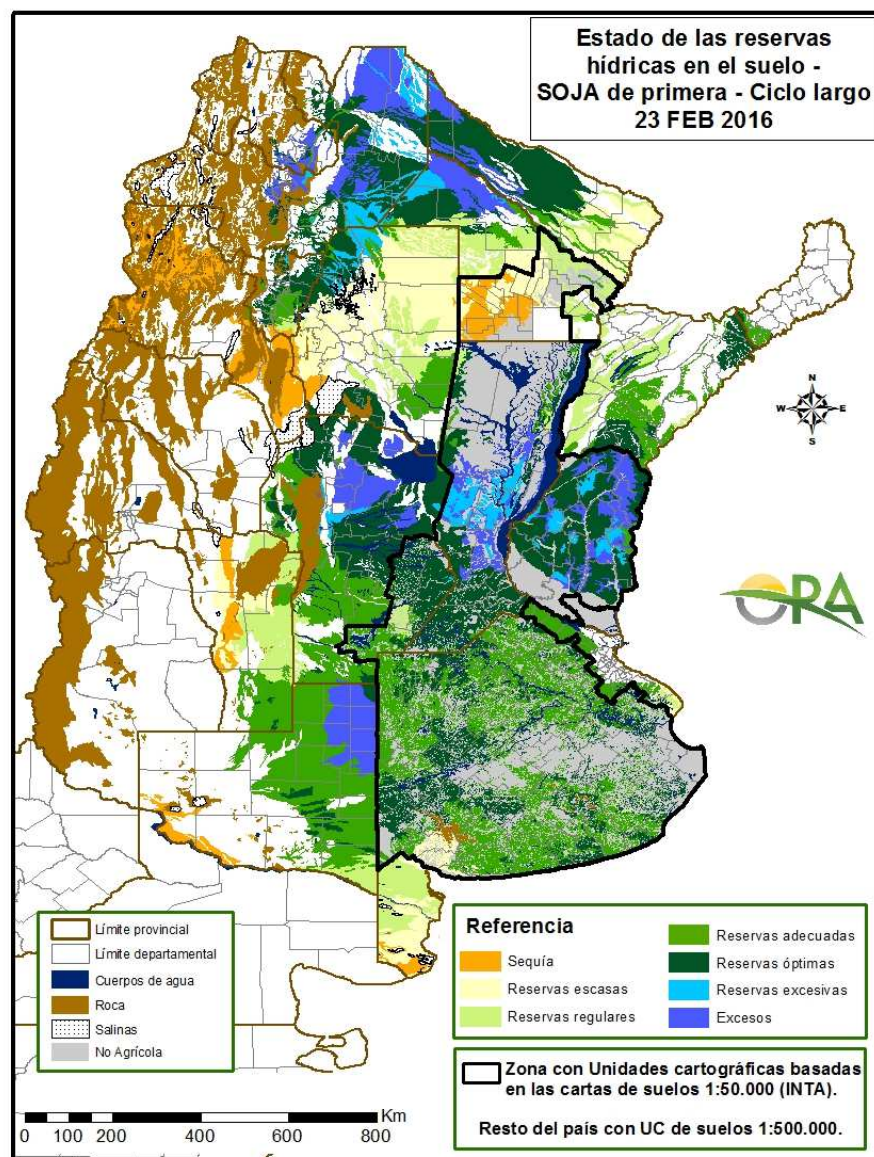 Estado de las reservas
hídricas en el suelo -
SOJA de primera - Ciclo largo
23 FEB 2016
N
W
E
S
ORA
Límite provincial
Límite departamental
Cuerpos de agua
Roca
Salinas
No Agrícola
Referencia
Sequía
Reservas escasas
Reservas regulares
Reservas adecuadas
Reservas óptimas
Reservas excesivas
Excesos
Zona con Unidades cartográficas basadas
en las cartas de suelos 1:50.000 (INTA).
Resto del país con UC de suelos 1:500.000.
Km
0 50 100 200 400 600 800